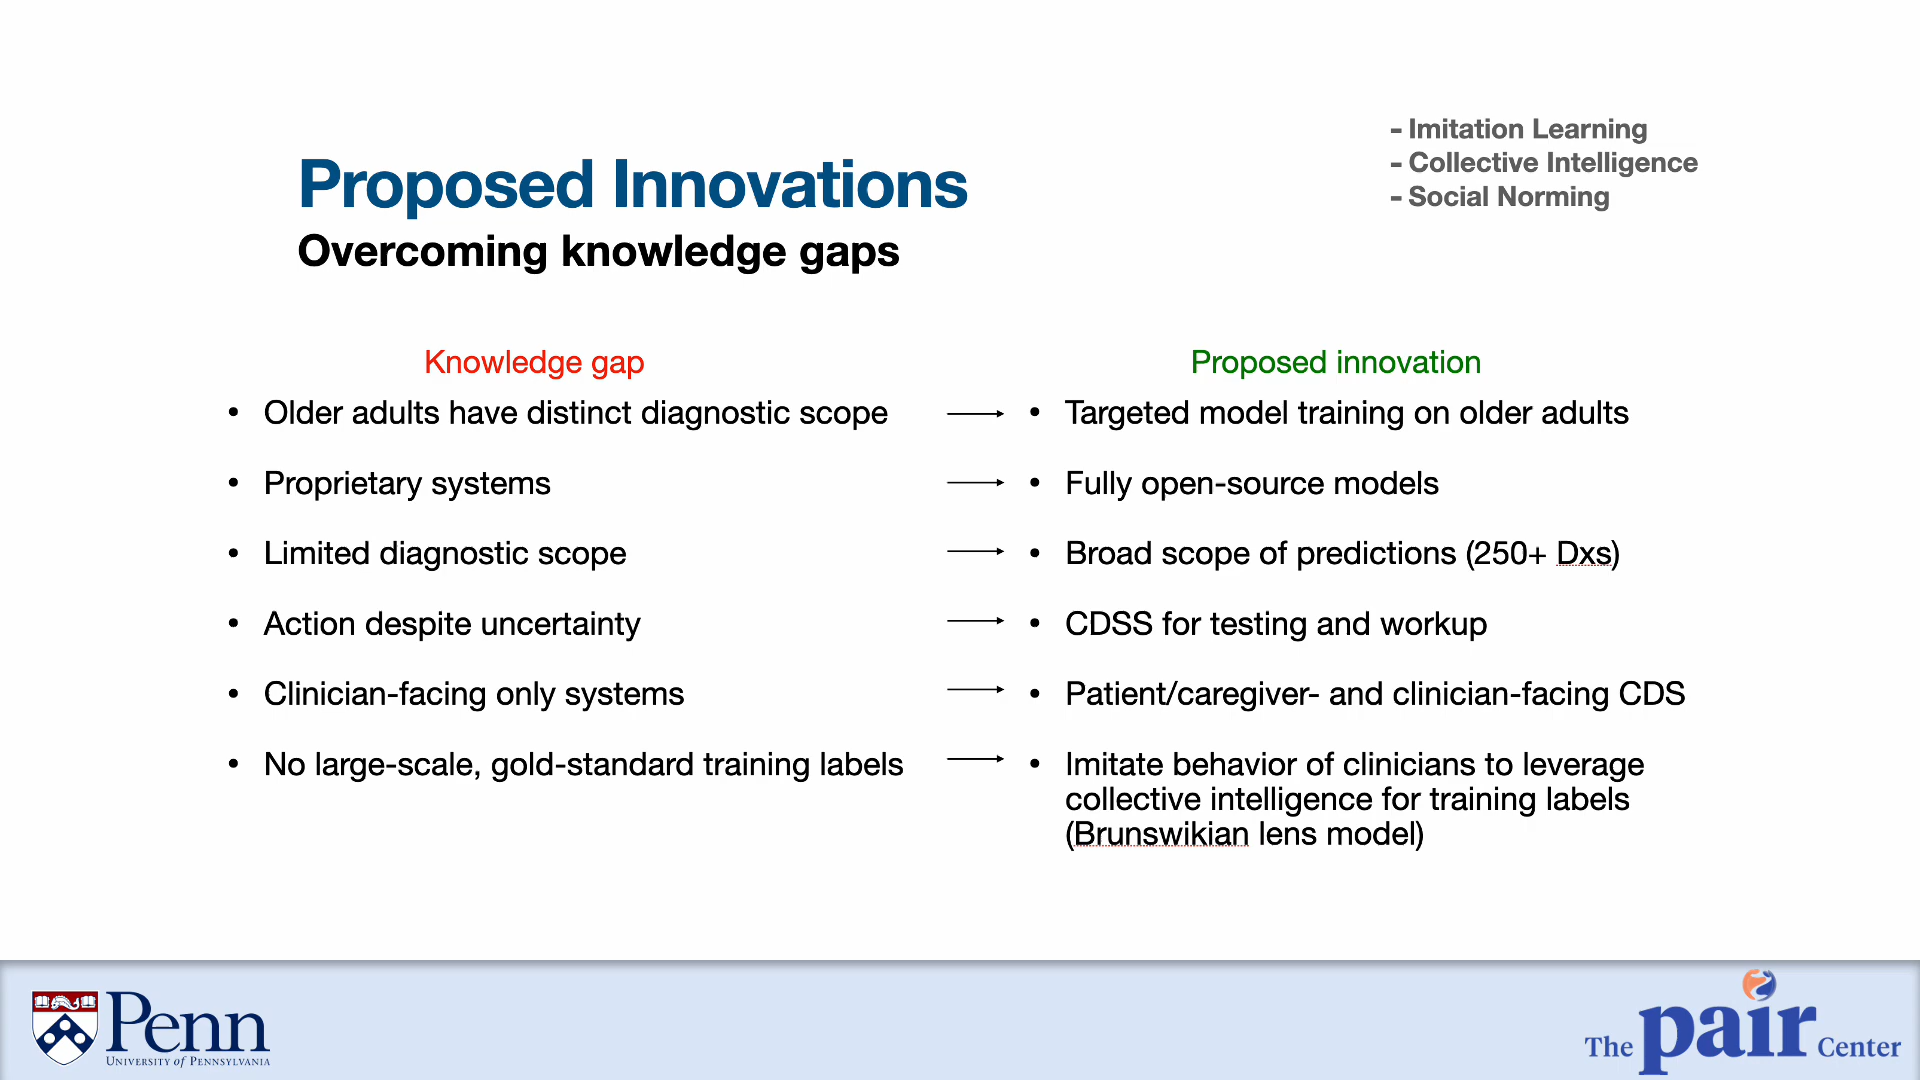 - Imitation Learning
- Collective Intelligence
- Social Norming
Proposed Innovations
Overcoming knowledge gaps
Knowledge gap
• Older adults have distinct diagnostic scope
• Proprietary systems
• Limited diagnostic scope
• Action despite uncertainty
• Clinician-facing only systems
• No large-scale, gold-standard training labels
Proposed innovation
• Targeted model training on older adults
• Fully open-source models
• Broad scope of predictions (250+ Dxs)
• CDSS for testing and workup
• Patient/caregiver- and clinician-facing CDS
• Imitate behavior of clinicians to leverage
collective intelligence for training labels
(Brunswikian lens model)
Penn
UNIVERSITY of PENNSYLVANIA
The pair Center